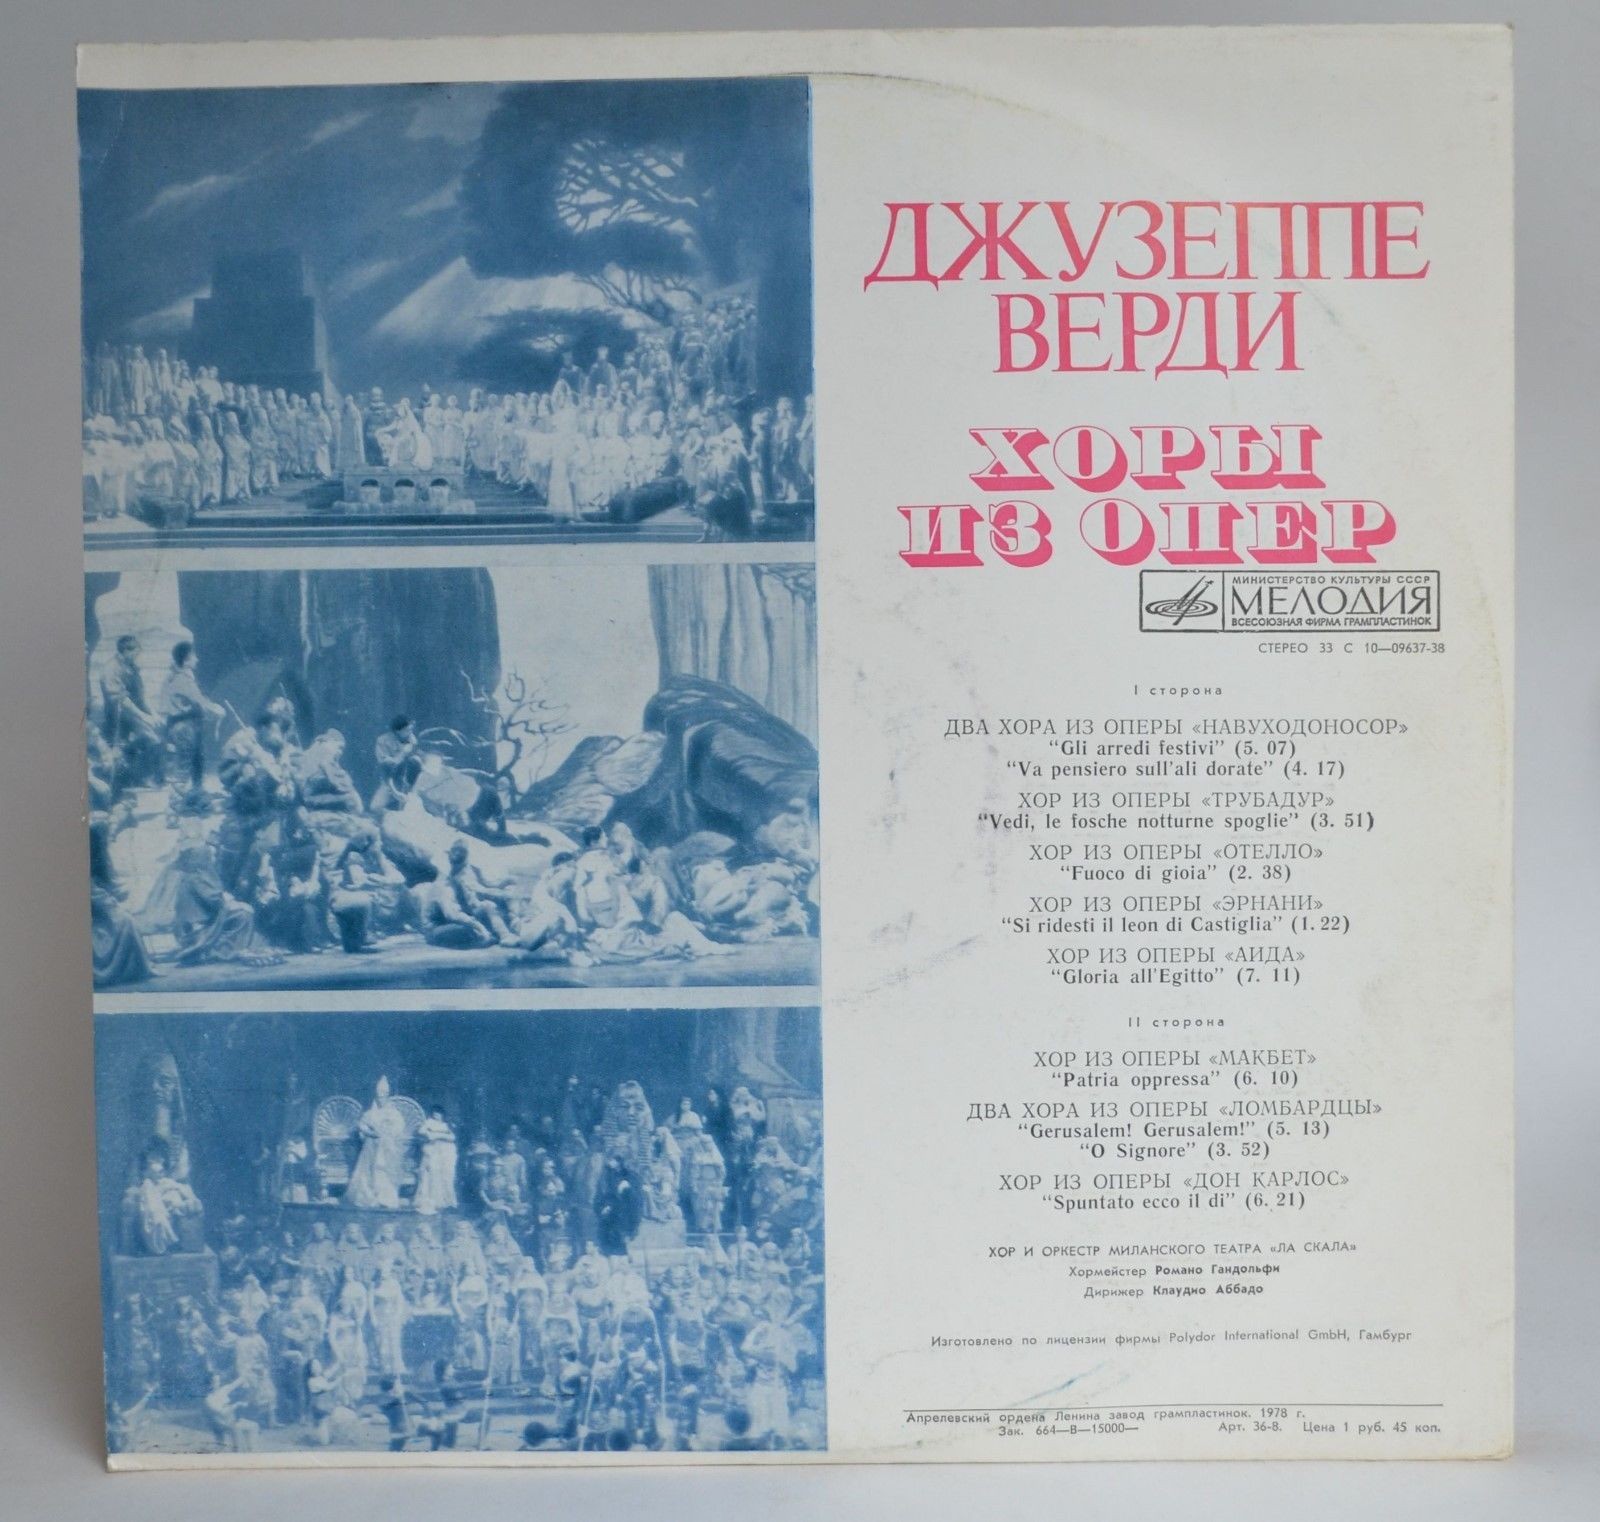 ДЖУЗЕППЕ
ВЕРДИ
ХОРЫ
ИЗ ОПЕР
МИНИСТЕРСТВО КУЛЬТУРЫ СССР
МЕЛОДИЯ
ВСЕСОЮЗНАЯ ФИРМА ГРАМПЛАСТИНОК
СТЕРЕО 33 С 10—09637-38
I сторона
ДВА ХОРА ИЗ ОПЕРЫ «НАВУХОДОНОСОР»
“Gli arredi festivi” (5. 07)
“Va pensiero sull'ali dorate” (4. 17)
ХОР ИЗ ОПЕРЫ «ТРУБАДУР»
“Vedi, le fosche notturne spoglie” (3. 51)
ХОР ИЗ ОПЕРЫ «ОТЕЛЛО»
“Fuoco di gioia” (2. 38)
ХОР ИЗ ОПЕРЫ «ЭРНАНИ»
“Si ridesti il leon di Castiglia” (1. 22)
ХОР ИЗ ОПЕРЫ «АИДА»
“Gloria all'Egitto” (7. 11)
II сторона
ХОР ИЗ ОПЕРЫ «МАКБЕТ»
“Patria oppressa” (6. 10)
ДВА ХОРА ИЗ ОПЕРЫ «ЛОМБАРДЦЫ»
“Gerusalem! Gerusalem!” (5. 13)
“O Signore” (3. 52)
ХОР ИЗ ОПЕРЫ «ДОН КАРЛОС»
“Spuntato ecco il di” (6. 21)
ХОР И ОРКЕСТР МИЛАНСКОГО ТЕАТРА «ЛА СКАЛА»
Хормейстер Романо Гандольфи
Дирижер Клаудио Аббадо
Изготовлено по лицензии фирмы Polydor International GmbH, Гамбург
Апрелевский ордена Ленина завод грампластинок. 1978 г.
Зак. 664—В—15000— Арт. 36-8. Цена 1 руб. 45 коп.